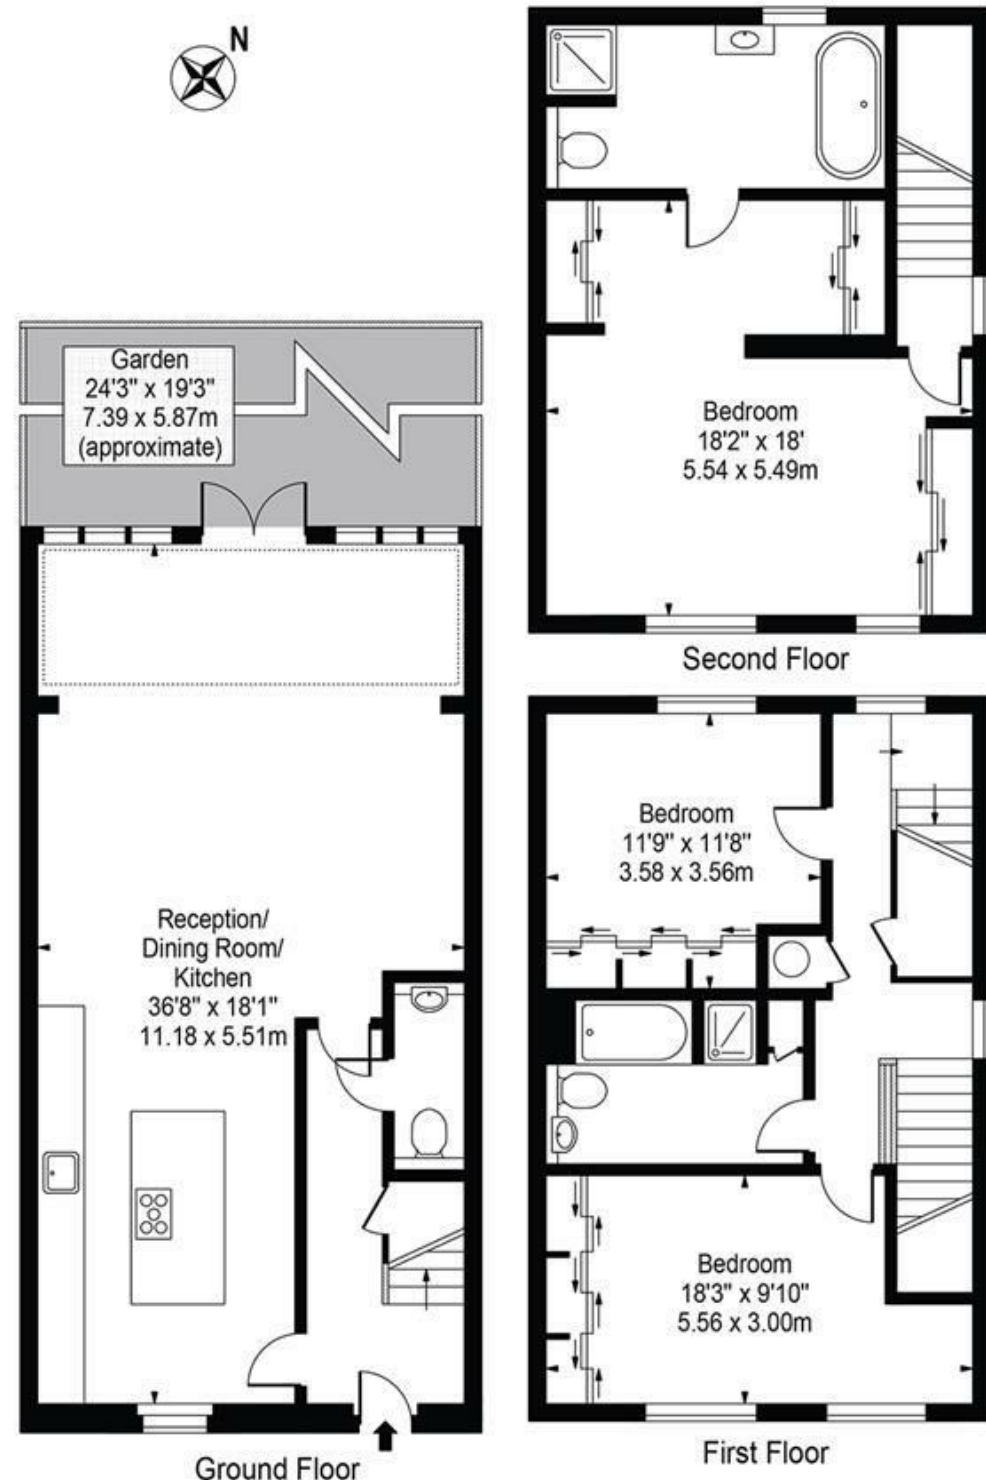 N
Garden
24'3" x 19'3"
7.39 x 5.87m
(approximate)
Reception/
Dining Room/
Kitchen
36'8" x 18'1"
11.18 x 5.51m
Ground Floor
Bedroom
18'2" x 18'
5.54 x 5.49m
Second Floor
Bedroom
11'9" x 11'8"
3.58 x 3.56m
Bedroom
18'3" x 9'10"
5.56 x 3.00m
First Floor